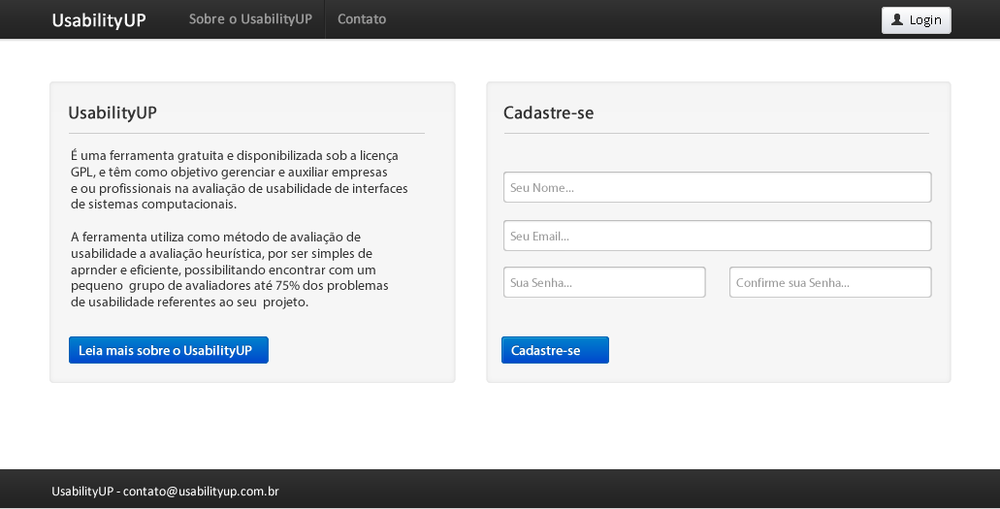 UsabilityUP
Sobre o UsabilityUP
Contato
Login
UsabilityUP
É uma ferramenta gratuita e disponibilizada sob a licença
GPL, e têm como objetivo gerenciar e auxiliar empresas
e ou profissionais na avaliação de usabilidade de interfaces
de sistemas computacionais.
A ferramenta utiliza como método de avaliação de
usabilidade a avaliação heurística, por ser simples de
aprnder e eficiente, possibilitando encontrar com um
pequeno grupo de avaliadores até 75% dos problemas
de usabilidade referentes ao seu projeto.
Leia mais sobre o UsabilityUP
Cadastre-se
Seu Nome...
Seu Email...
Sua Senha...
Confirme sua Senha...
Cadastre-se
UsabilityUP - contato@usabilityup.com.br